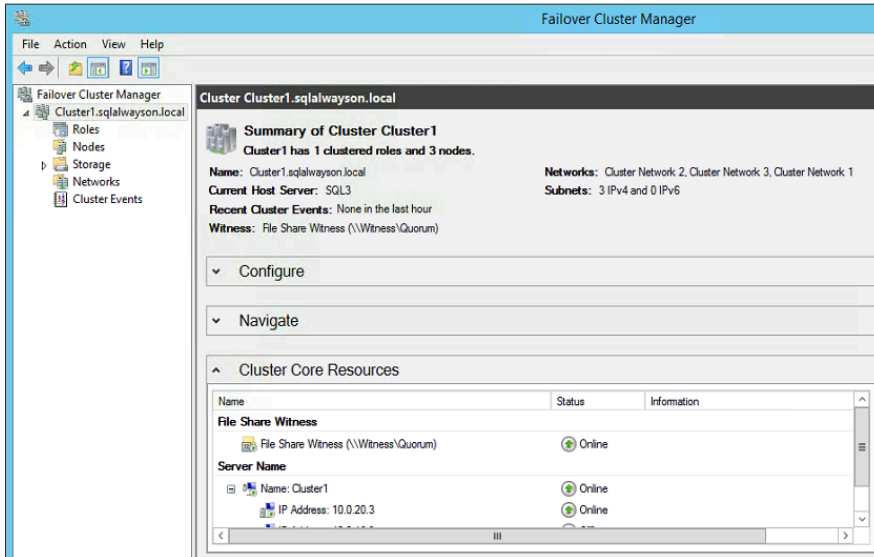 Failover Cluster Manager
File Action View Help
Failover Cluster Manager
Cluster1.sqlalwayson.local
Roles
Nodes
Storage
Networks
Cluster Events
Cluster Cluster1.sqlalwayson.local
Summary of Cluster Cluster1
Cluster1 has 1 clustered roles and 3 nodes.
Name: Cluster1.sqlalwayson.local
Networks: Cluster Network 2, Cluster Network 3, Cluster Network 1
Current Host Server: SQL3
Subnets: 3 IPv4 and 0 IPv6
Recent Cluster Events: None in the last hour
Witness: File Share Witness (\\Witness\Quorum)
Configure
Navigate
Cluster Core Resources
Name Status Information
File Share Witness
File Share Witness (\\Witness\Quorum) Online
Server Name
Name: Cluster1 Online
IP Address: 10.0.20.3 Online